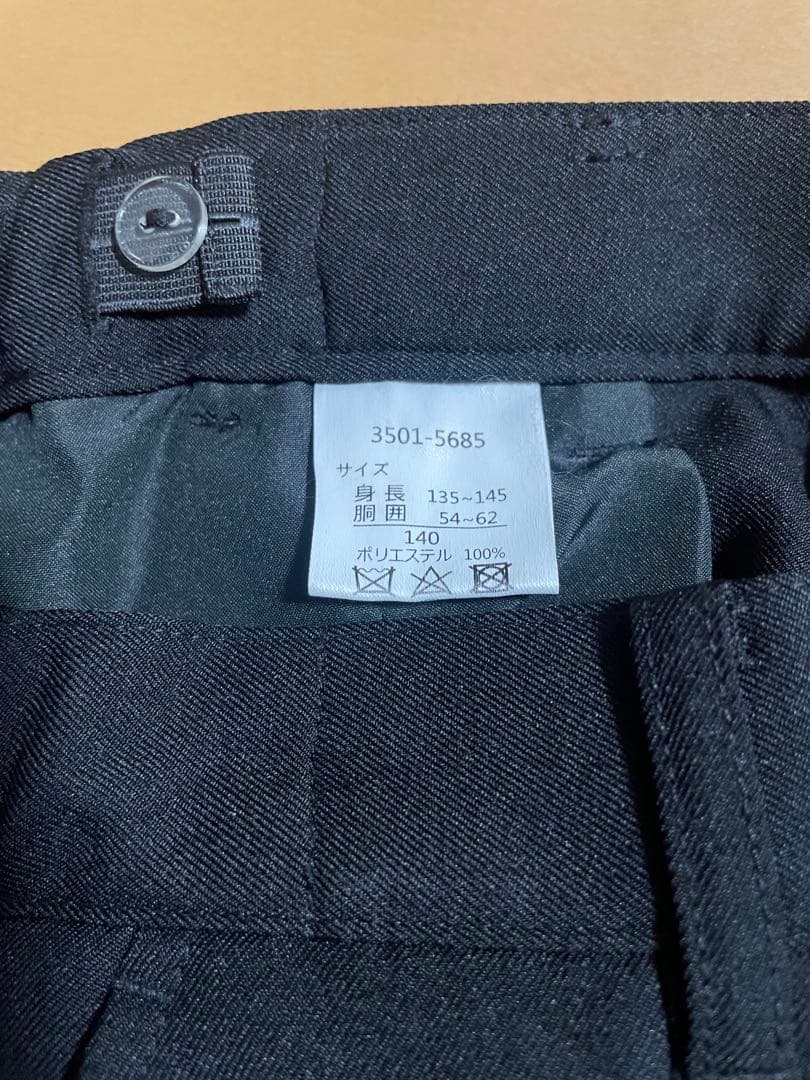 3501-5685
サイズ
身長 135~145
胴囲 54~62
140
ポリエステル 100%